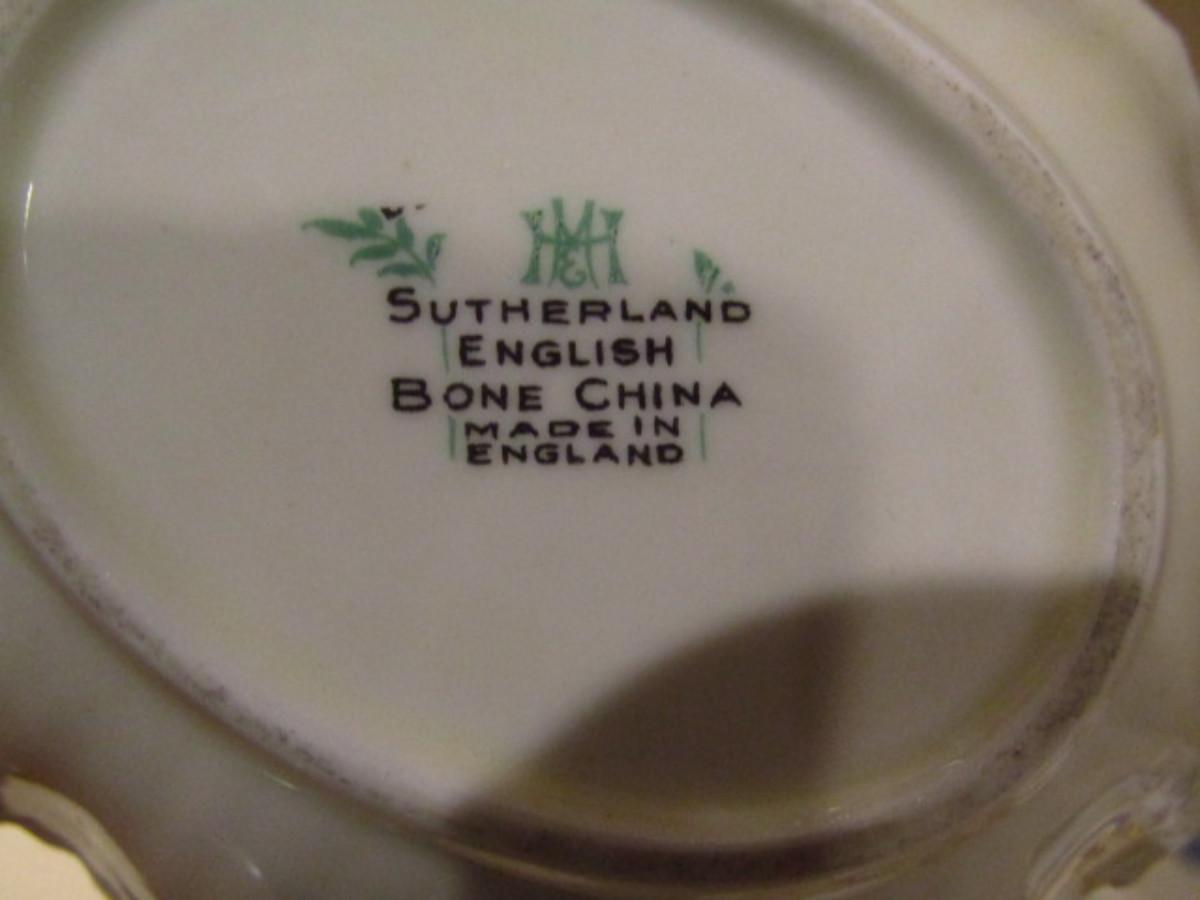 H&M
SUTHERLAND
ENGLISH
BONE CHINA
MADE IN
ENGLAND